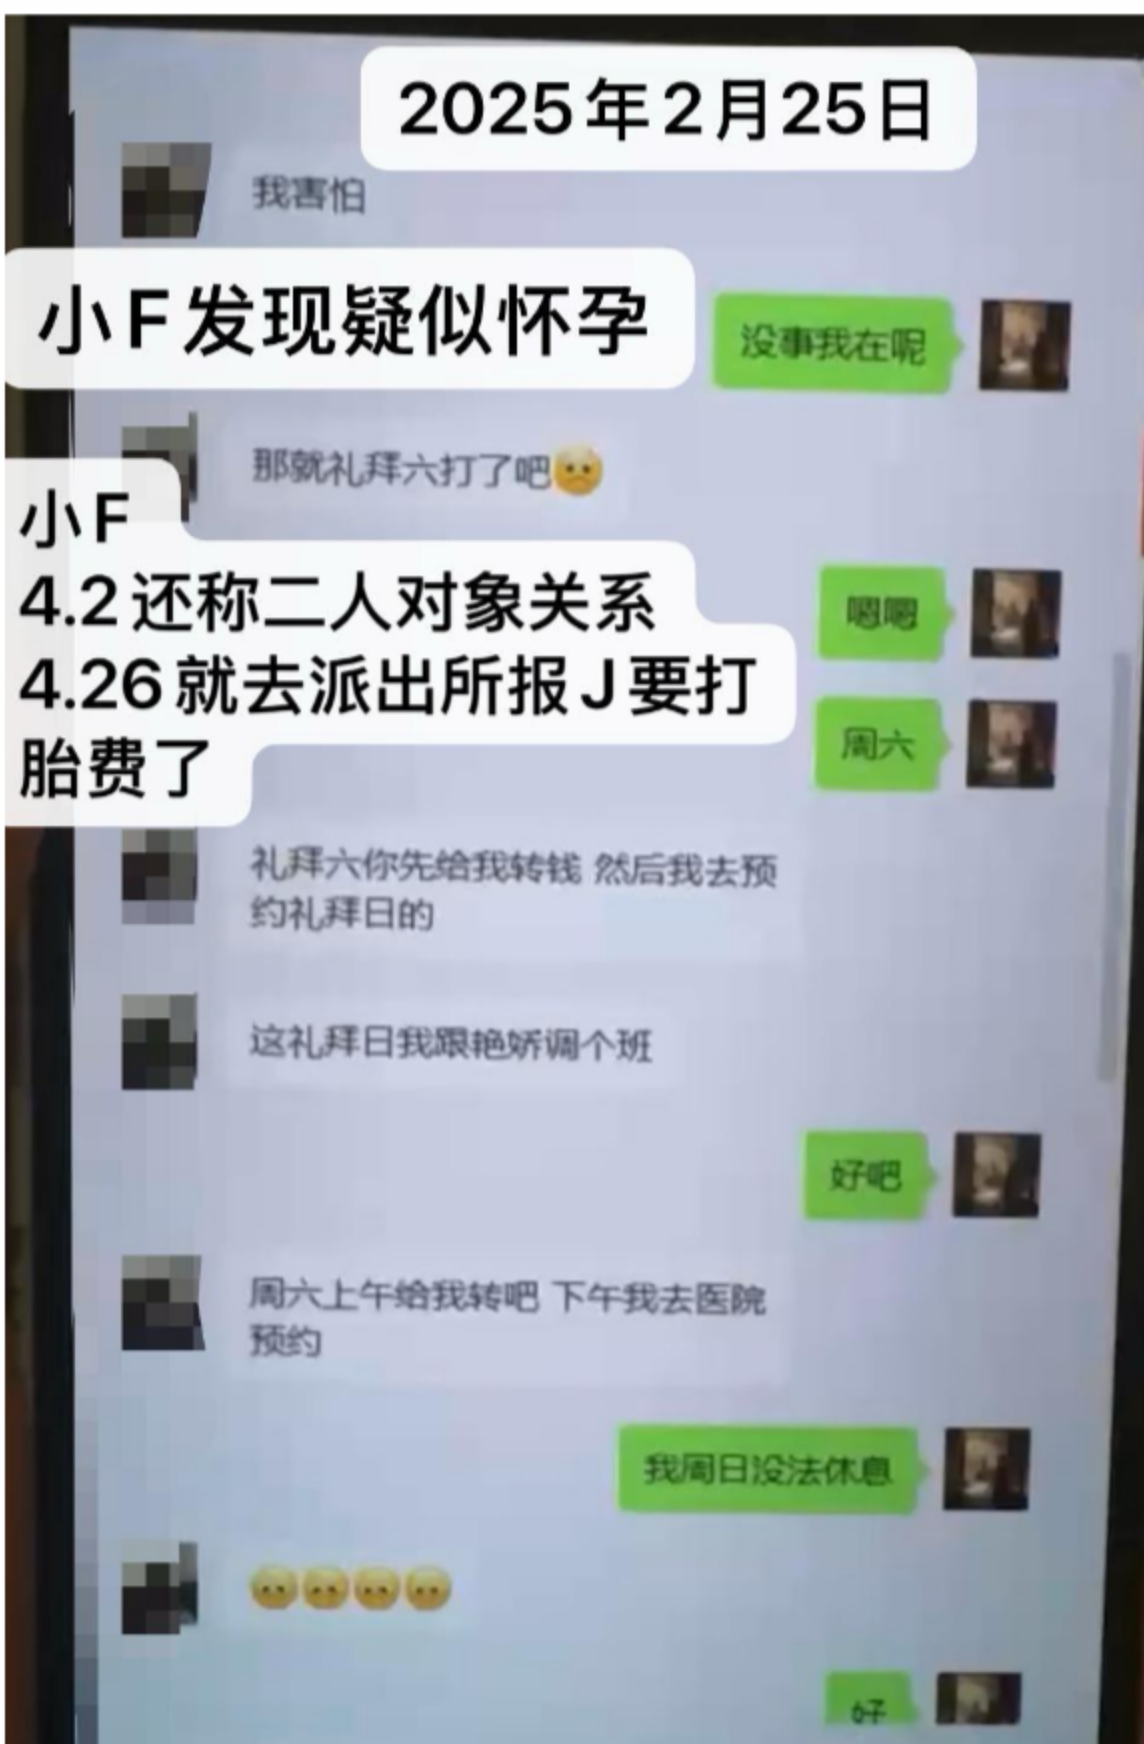 2025年2月25日
我害怕
小F发现疑似怀孕
没事我在呢
那就礼拜六打了吧
小F
4.2还称二人对象关系
4.26就去派出所报J要打
胎费了
嗯嗯
周六
礼拜六你先给我转钱 然后我去预
约礼拜日的
这礼拜日我跟艳娇调个班
好吧
周六上午给我转吧 下午我去医院
预约
我周日没法休息
好